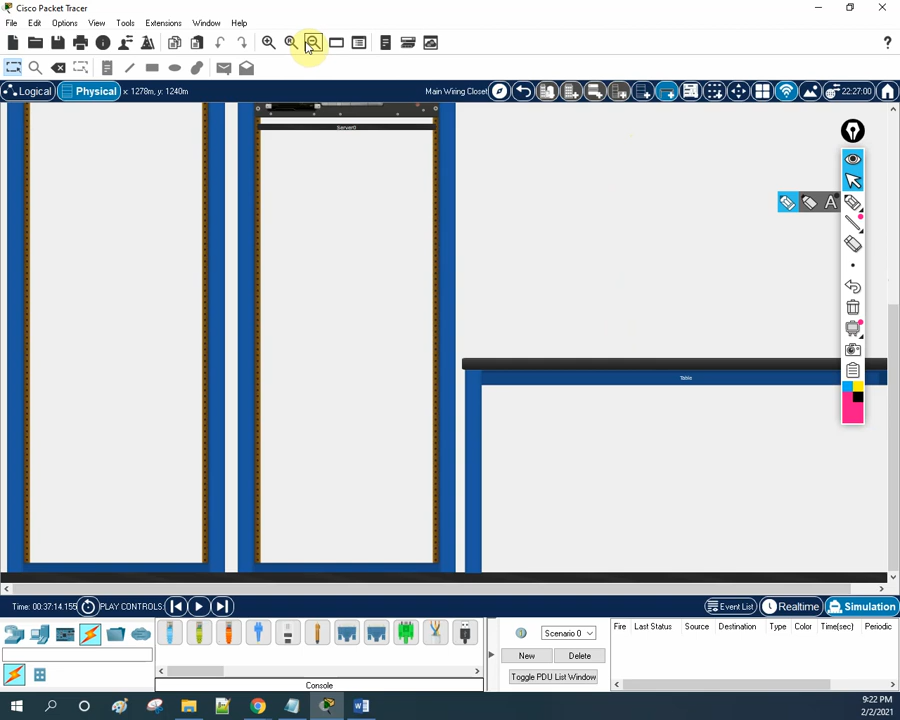 Cisco Packet Tracer
File Edit Options View Tools Extensions Window Help
?
Logical Physical x: 1278m, y: 1240m Main Wiring Closet 22:27:00
A
Server0
Table
Time: 00:37:14.155 PLAY CONTROLS: Event List Realtime Simulation
Scenario 0 Fire Last Status Source Destination Type Color Time(sec) Periodic
New Delete
Toggle PDU List Window
Console
9:22 PM
2/2/2021